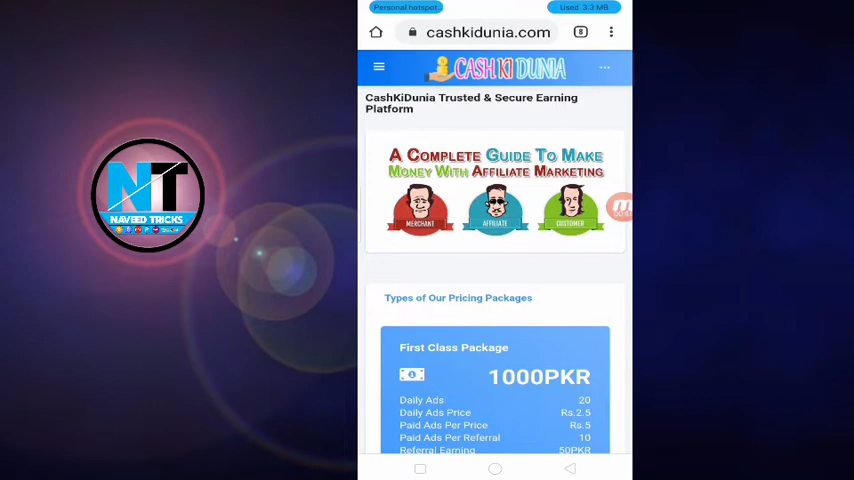 Personal hotspot
Used 3.3 MB
cashkidunia.com
8
CASH KI DUNIA
CashKiDunia Trusted & Secure Earning
Platform
A COMPLETE GUIDE TO MAKE
MONEY WITH AFFILIATE MARKETING
MERCHANT
AFFILIATE
CUSTOMER
NT
NAVEED TRICKS
Types of Our Pricing Packages
First Class Package
1000PKR
Daily Ads 20
Daily Ads Price Rs.2.5
Paid Ads Per Price Rs.5
Paid Ads Per Referral 10
Referral Earning 50PKR